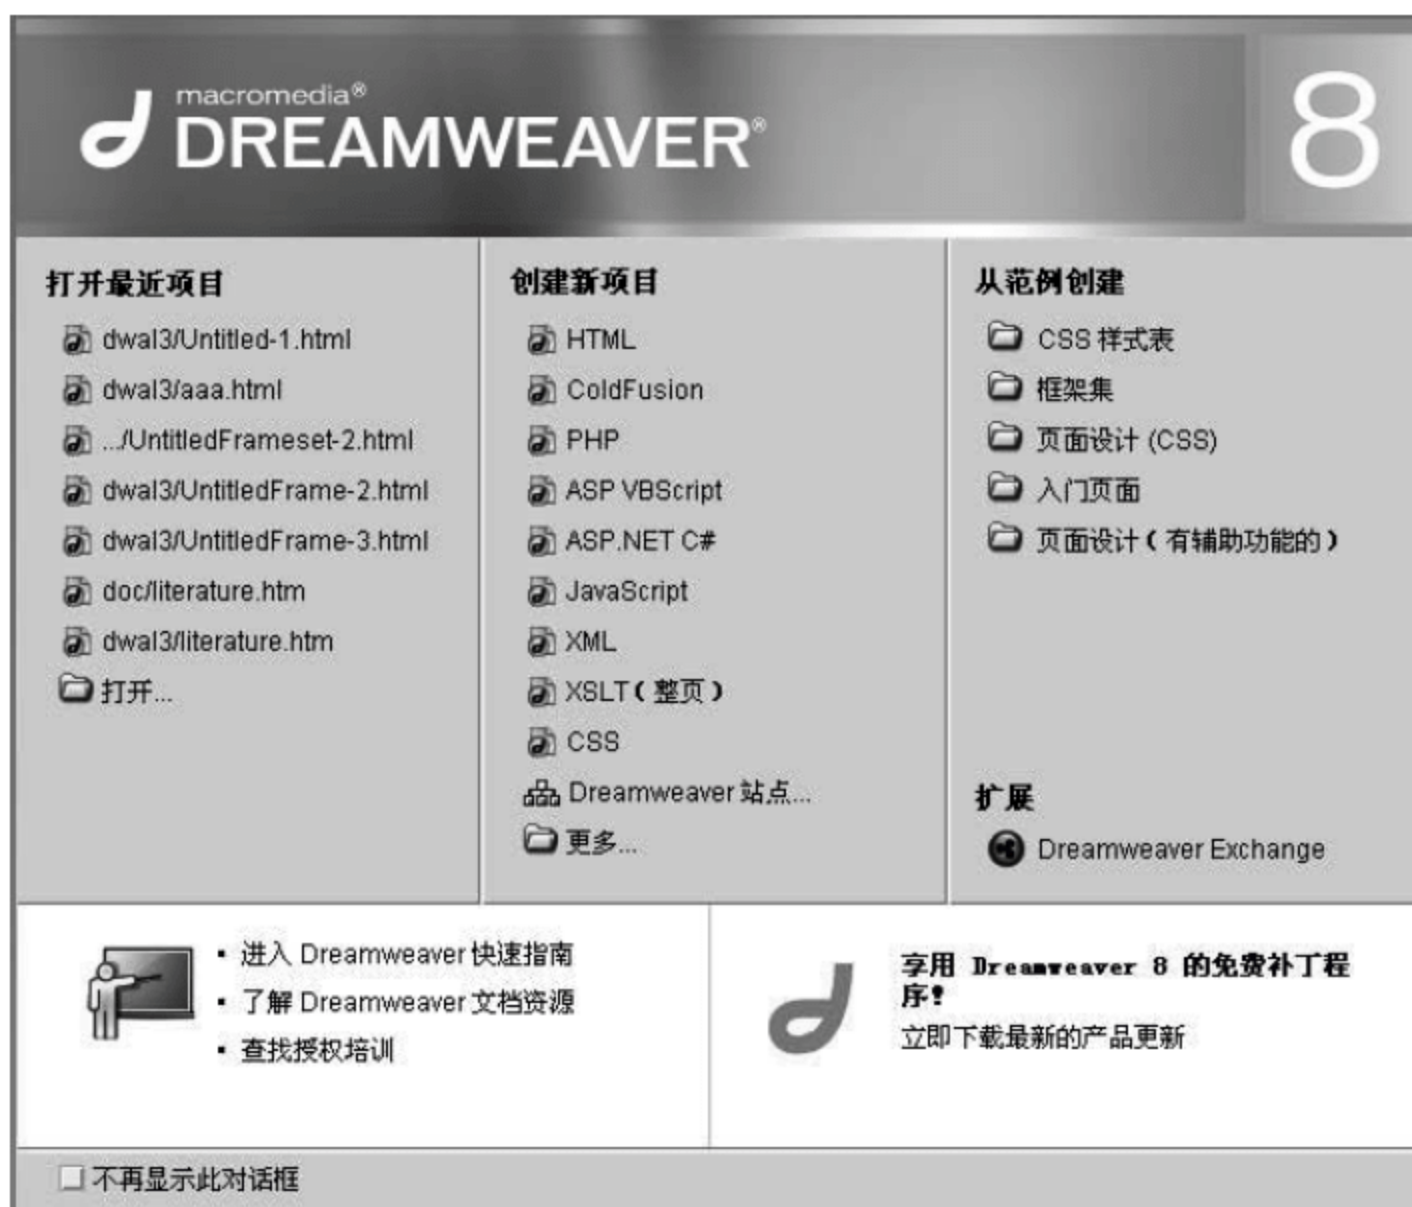 macromedia®
DREAMWEAVER®
8
打开最近项目
dwal3/Untitled-1.html
dwal3/aaa.html
.../UntitledFrameset-2.html
dwal3/UntitledFrame-2.html
dwal3/UntitledFrame-3.html
doc/literature.htm
dwal3/literature.htm
打开...
创建新项目
HTML
ColdFusion
PHP
ASP VBScript
ASP.NET C#
JavaScript
XML
XSLT（整页）
CSS
Dreamweaver 站点...
更多...
从范例创建
CSS 样式表
框架集
页面设计 (CSS)
入门页面
页面设计（有辅助功能的）
扩展
Dreamweaver Exchange
▪ 进入 Dreamweaver 快速指南
▪ 了解 Dreamweaver 文档资源
▪ 查找授权培训
享用 Dreamweaver 8 的免费补丁程
序！
立即下载最新的产品更新
不再显示此对话框